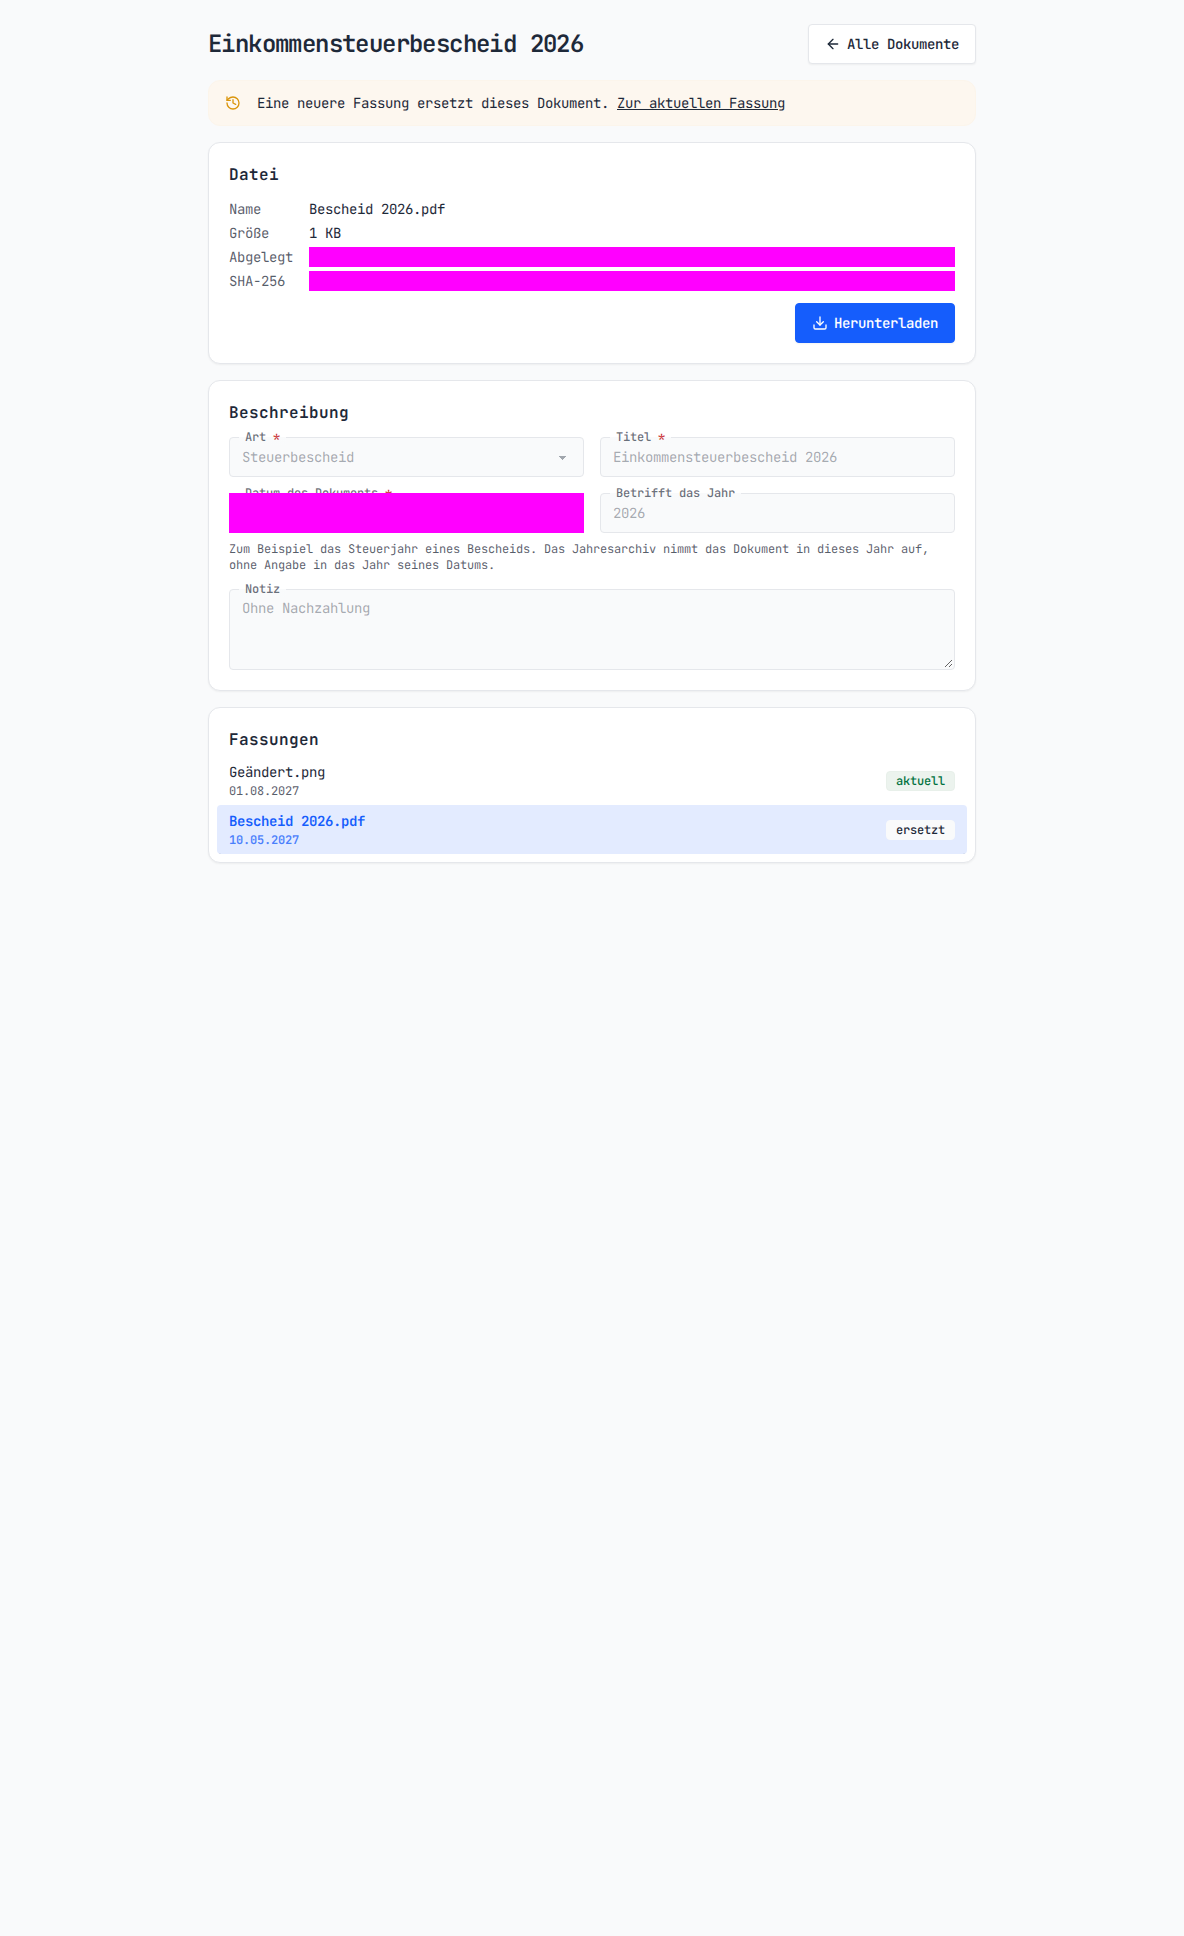 Einkommensteuerbescheid 2026
Alle Dokumente
Eine neuere Fassung ersetzt dieses Dokument. Zur aktuellen Fassung
Datei
Name Bescheid 2026.pdf
Größe 1 KB
Abgelegt
SHA-256
Herunterladen
Beschreibung
Art *
Steuerbescheid
Titel *
Einkommensteuerbescheid 2026
Datum des Dokuments *
Betrifft das Jahr
2026
Zum Beispiel das Steuerjahr eines Bescheids. Das Jahresarchiv nimmt das Dokument in dieses Jahr auf,
ohne Angabe in das Jahr seines Datums.
Notiz
Ohne Nachzahlung
Fassungen
Geändert.png
01.08.2027
aktuell
Bescheid 2026.pdf
10.05.2027
ersetzt